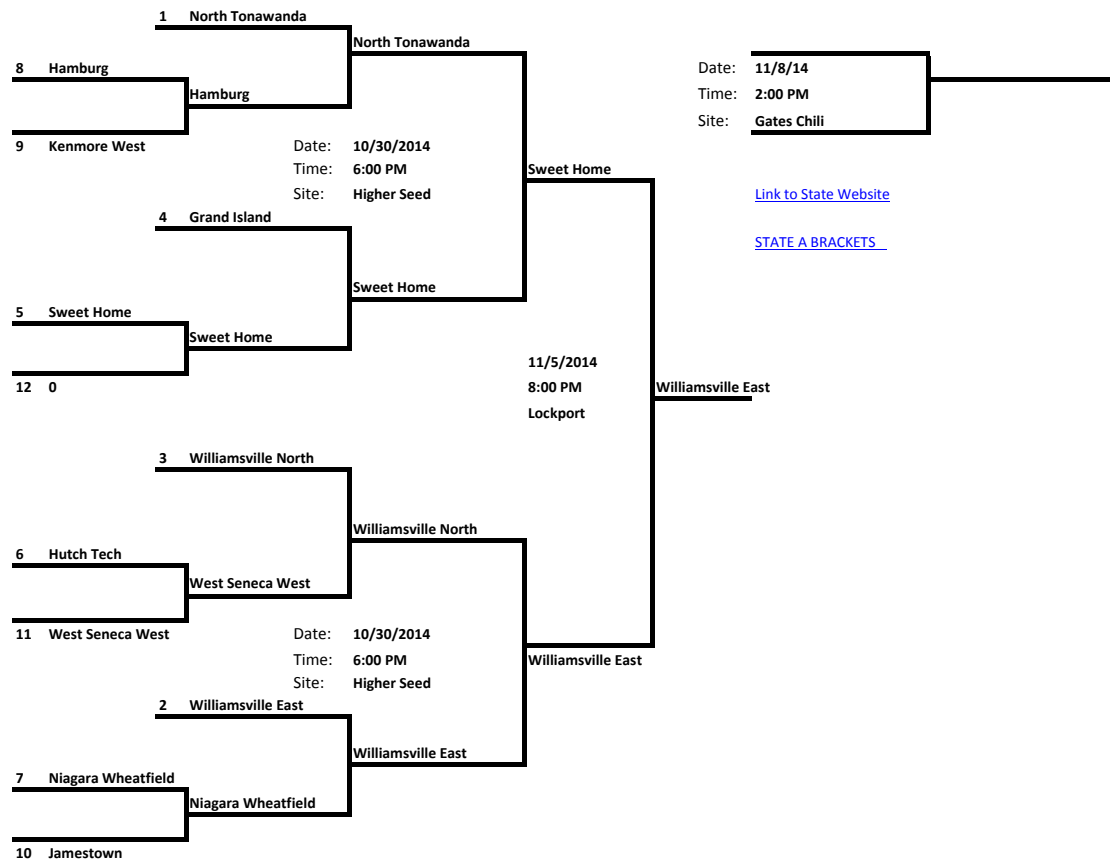 1 North Tonawanda
North Tonawanda
8 Hamburg
Hamburg
9 Kenmore West
Date: 10/30/2014
Time: 6:00 PM
Site: Higher Seed
Sweet Home
4 Grand Island
Sweet Home
5 Sweet Home
Sweet Home
12 0
11/5/2014
8:00 PM
Lockport
Williamsville East
3 Williamsville North
Williamsville North
6 Hutch Tech
West Seneca West
11 West Seneca West
Date: 10/30/2014
Time: 6:00 PM
Site: Higher Seed
Williamsville East
2 Williamsville East
Williamsville East
7 Niagara Wheatfield
Niagara Wheatfield
10 Jamestown
Date: 11/8/14
Time: 2:00 PM
Site: Gates Chili
Link to State Website
STATE A BRACKETS